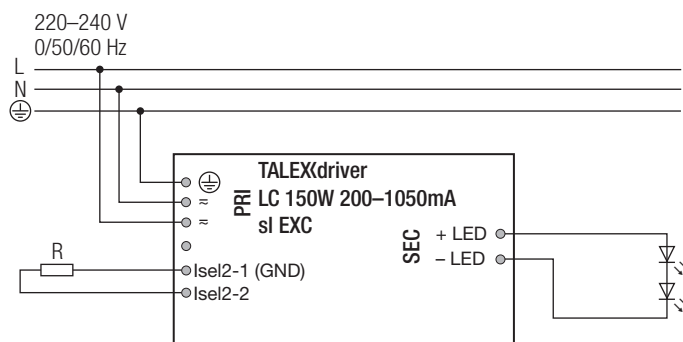 220–240 V
0/50/60 Hz
L
N
TALEXXdriver
LC 150W 200–1050mA
sl EXC
PRI
≂
≂
SEC
+ LED
– LED
R
Isel2-1 (GND)
Isel2-2